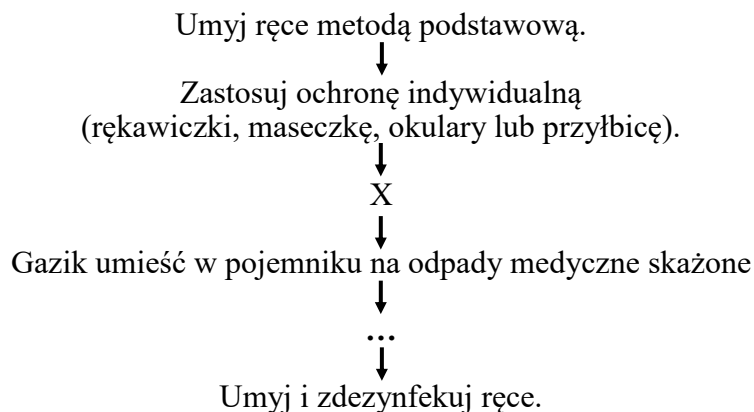 Umyj ręce metodą podstawową.
Zastosuj ochronę indywidualną
(rękawiczki, maseczkę, okulary lub przyłbicę).
X
Gazik umieść w pojemniku na odpady medyczne skażone
...
Umyj i zdezynfekuj ręce.